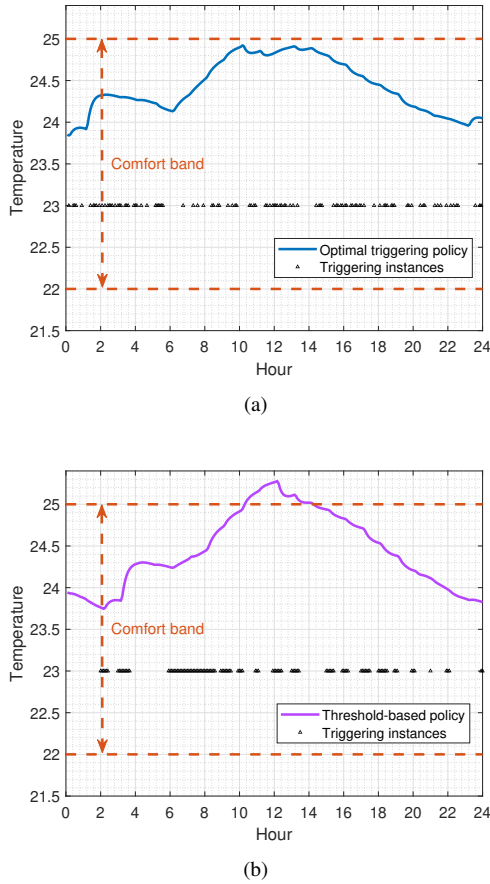 25
24.5
24
23.5
23
22.5
22
21.5
Temperature
Comfort band
Optimal triggering policy
Triggering instances
0 2 4 6 8 10 12 14 16 18 20 22 24
Hour
(a)
25
24.5
24
23.5
23
22.5
22
21.5
Temperature
Comfort band
Threshold-based policy
Triggering instances
0 2 4 6 8 10 12 14 16 18 20 22 24
Hour
(b)